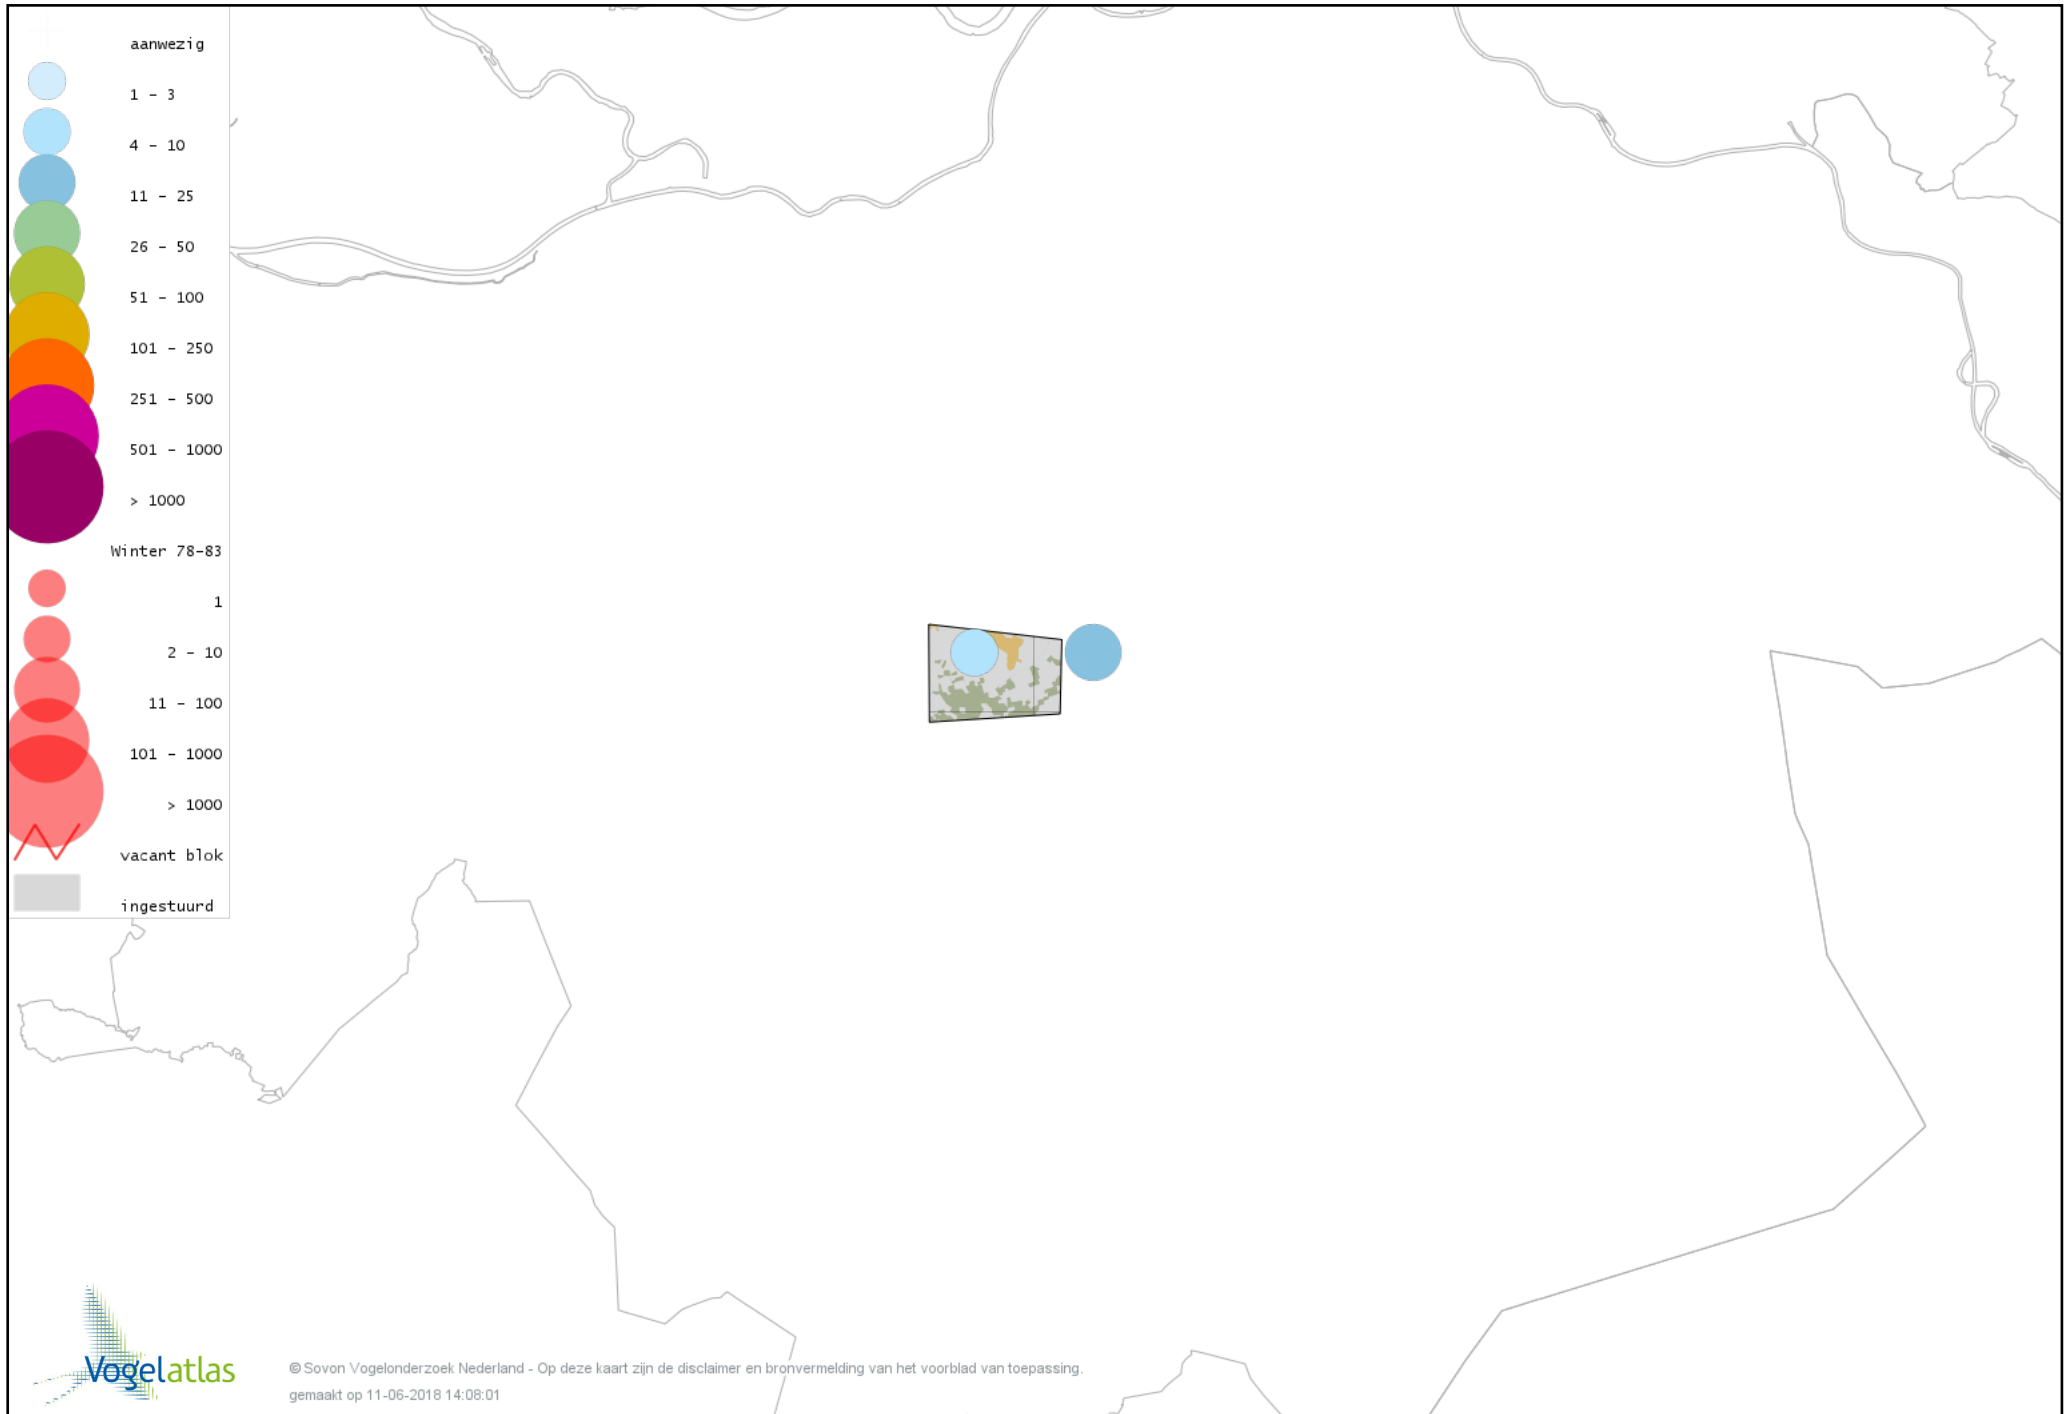 aanwezig
1 - 3
4 - 10
11 - 25
26 - 50
51 - 100
101 - 250
251 - 500
501 - 1000
> 1000
Winter 78-83
1
2 - 10
11 - 100
101 - 1000
> 1000
vacant blok
ingestuurd
Vogelatlas
© Sovon Vogelonderzoek Nederland - Op deze kaart zijn de disclaimer en bronvermelding van het voorblad van toepassing.
gemaakt op 11-06-2018 14:08:01